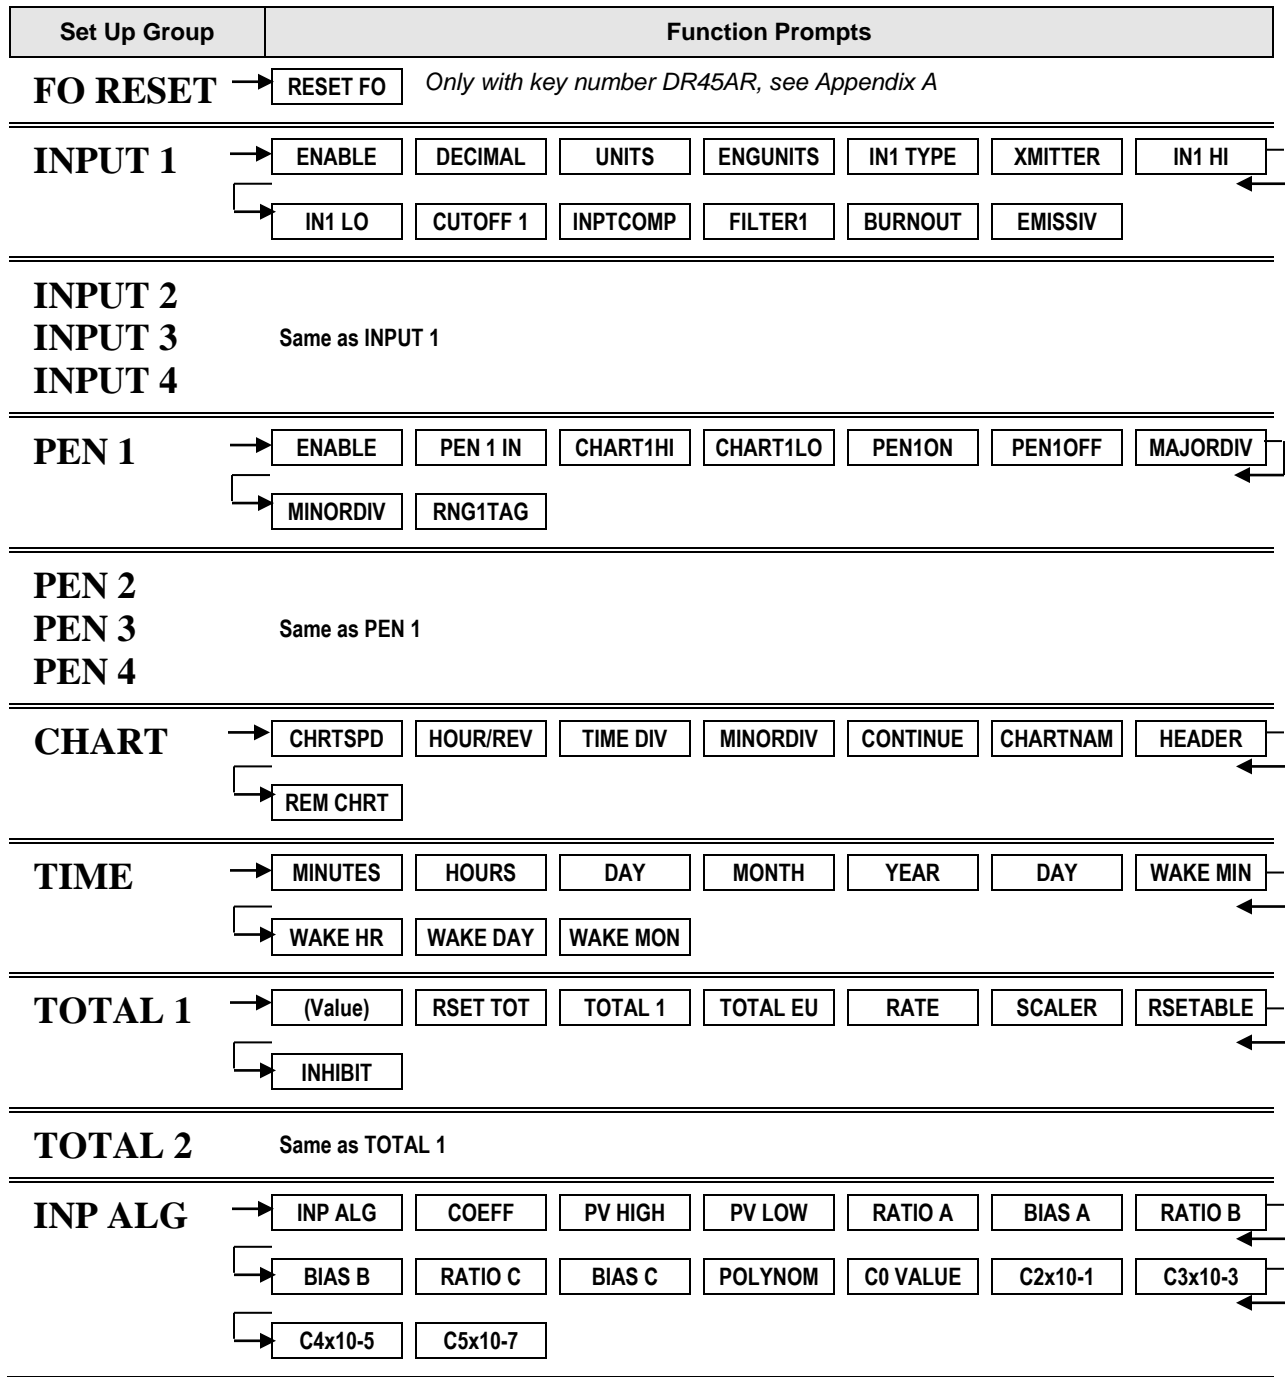 Set Up Group Function Prompts
FO RESET RESET FO Only with key number DR45AR, see Appendix A
INPUT 1 ENABLE DECIMAL UNITS ENGUNITS IN1 TYPE XMITTER IN1 HI
IN1 LO CUTOFF 1 INPTCOMP FILTER1 BURNOUT EMISSIV
INPUT 2
INPUT 3 Same as INPUT 1
INPUT 4
PEN 1 ENABLE PEN 1 IN CHART1HI CHART1LO PEN1ON PEN1OFF MAJORDIV
MINORDIV RNG1TAG
PEN 2
PEN 3 Same as PEN 1
PEN 4
CHART CHRTSPD HOUR/REV TIME DIV MINORDIV CONTINUE CHARTNAM HEADER
REM CHRT
TIME MINUTES HOURS DAY MONTH YEAR DAY WAKE MIN
WAKE HR WAKE DAY WAKE MON
TOTAL 1 (Value) RSET TOT TOTAL 1 TOTAL EU RATE SCALER RSETABLE
INHIBIT
TOTAL 2 Same as TOTAL 1
INP ALG INP ALG COEFF PV HIGH PV LOW RATIO A BIAS A RATIO B
BIAS B RATIO C BIAS C POLYNOM C0 VALUE C2x10-1 C3x10-3
C4x10-5 C5x10-7